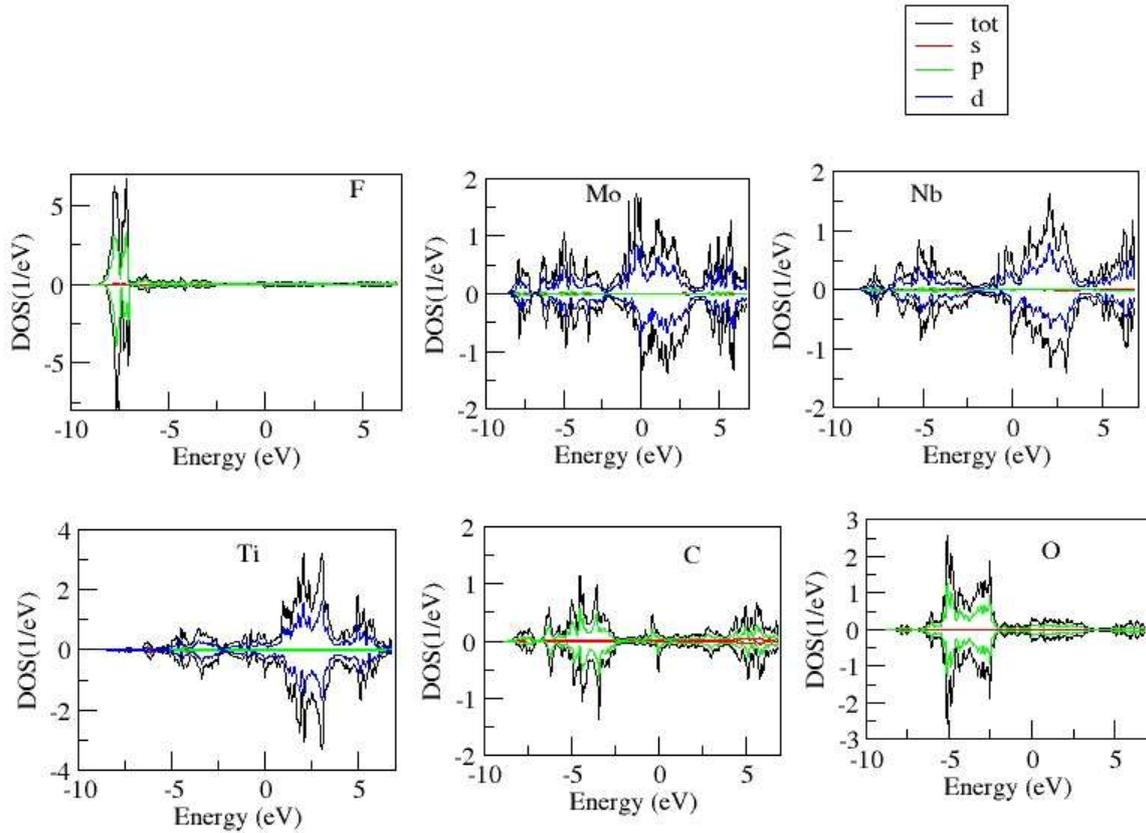 tot
s
p
d
F
5
0
-5
-10 -5 0 5
DOS(1/eV)
Energy (eV)
Mo
2
1
0
-1
-2
-10 -5 0 5
DOS(1/eV)
Energy (eV)
Nb
2
1
0
-1
-2
-10 -5 0 5
DOS(1/eV)
Energy (eV)
Ti
4
2
0
-2
-4
-10 -5 0 5
DOS(1/eV)
Energy (eV)
C
2
1
0
-1
-2
-10 -5 0 5
DOS(1/eV)
Energy (eV)
O
3
2
1
0
-1
-2
-3
-10 -5 0 5
DOS(1/eV)
Energy (eV)